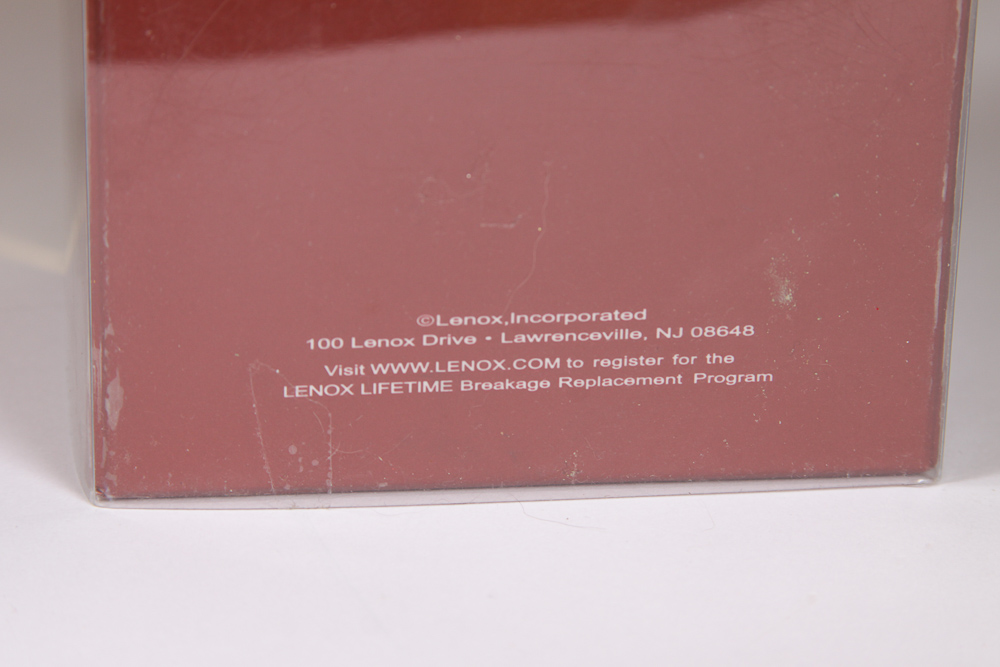 ©Lenox,Incorporated
100 Lenox Drive • Lawrenceville, NJ 08648
Visit WWW.LENOX.COM to register for the
LENOX LIFETIME Breakage Replacement Program